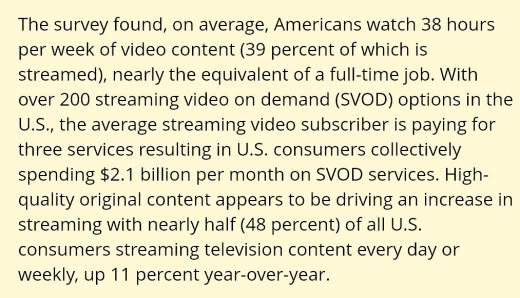 The survey found, on average, Americans watch 38 hours
per week of video content (39 percent of which is
streamed), nearly the equivalent of a full-time job. With
over 200 streaming video on demand (SVOD) options in the
U.S., the average streaming video subscriber is paying for
three services resulting in U.S. consumers collectively
spending $2.1 billion per month on SVOD services. High-
quality original content appears to be driving an increase in
streaming with nearly half (48 percent) of all U.S.
consumers streaming television content every day or
weekly, up 11 percent year-over-year.